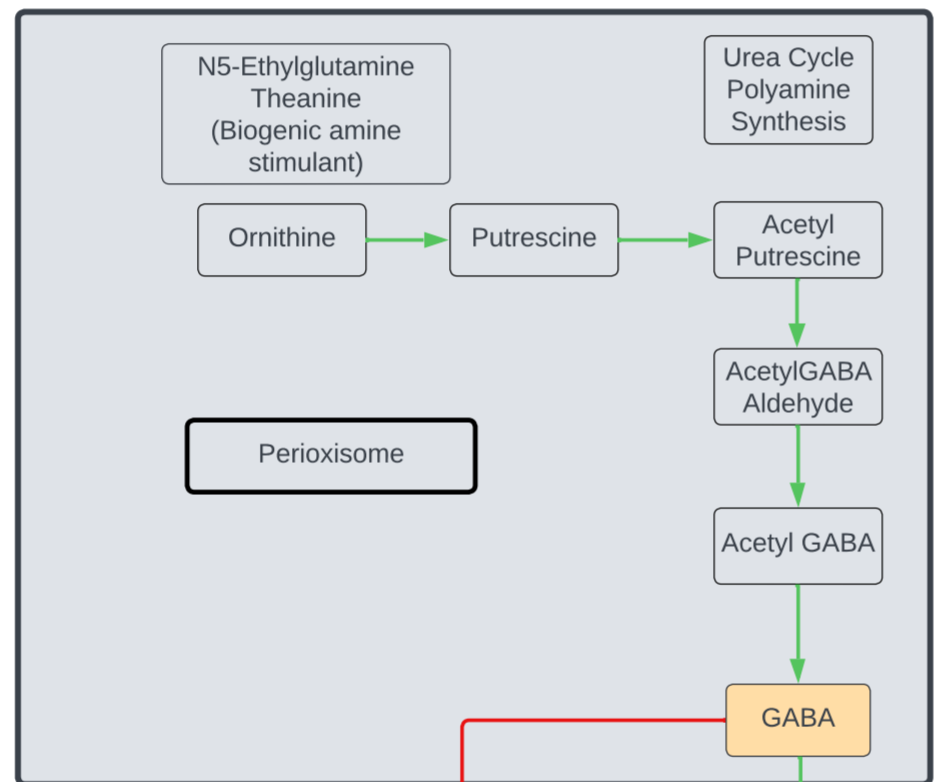 N5-Ethylglutamine
Theanine
(Biogenic amine
stimulant)
Urea Cycle
Polyamine
Synthesis
Ornithine
Putrescine
Acetyl
Putrescine
AcetylGABA
Aldehyde
Perioxisome
Acetyl GABA
GABA